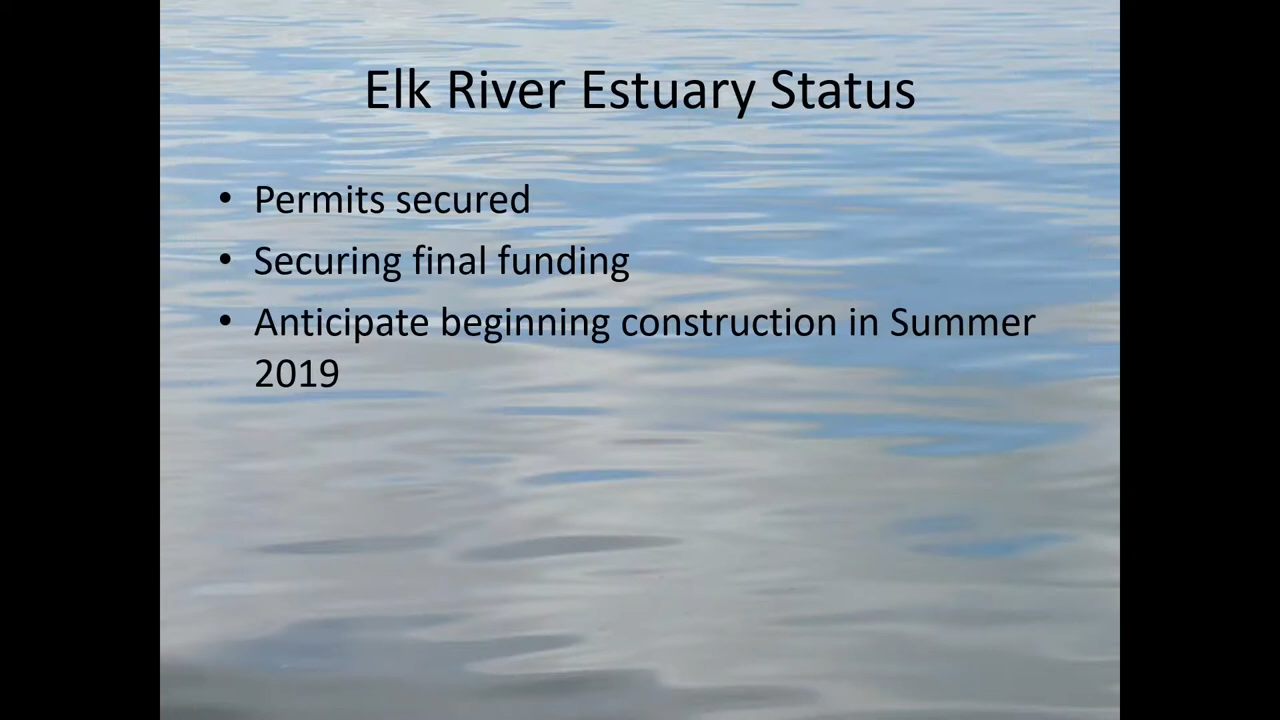 Elk River Estuary Status
• Permits secured
• Securing final funding
• Anticipate beginning construction in Summer
2019